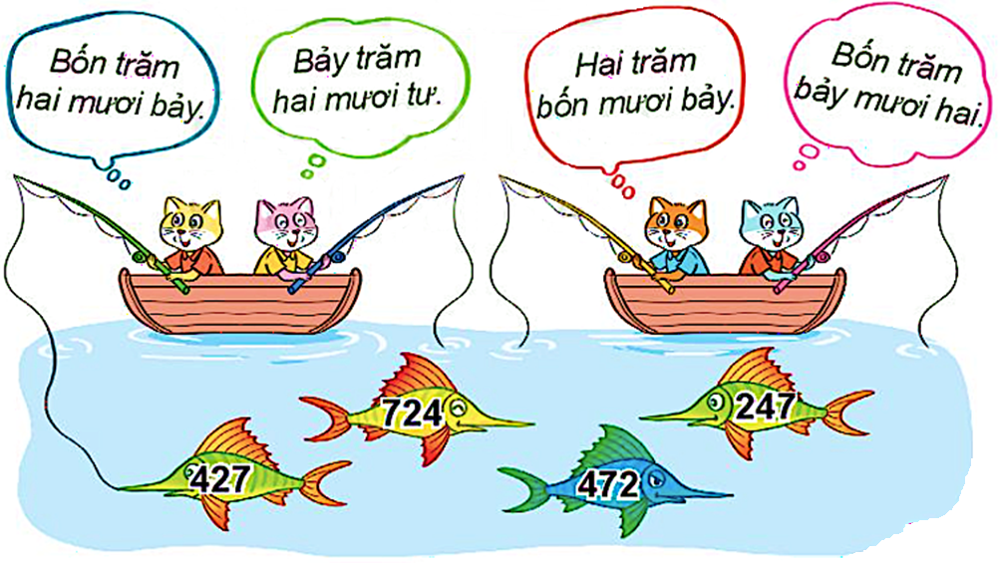 Bốn trăm
hai mươi bảy.
Bảy trăm
hai mươi tư.
Hai trăm
bốn mươi bảy.
Bốn trăm
bảy mươi hai.
724
247
427
472